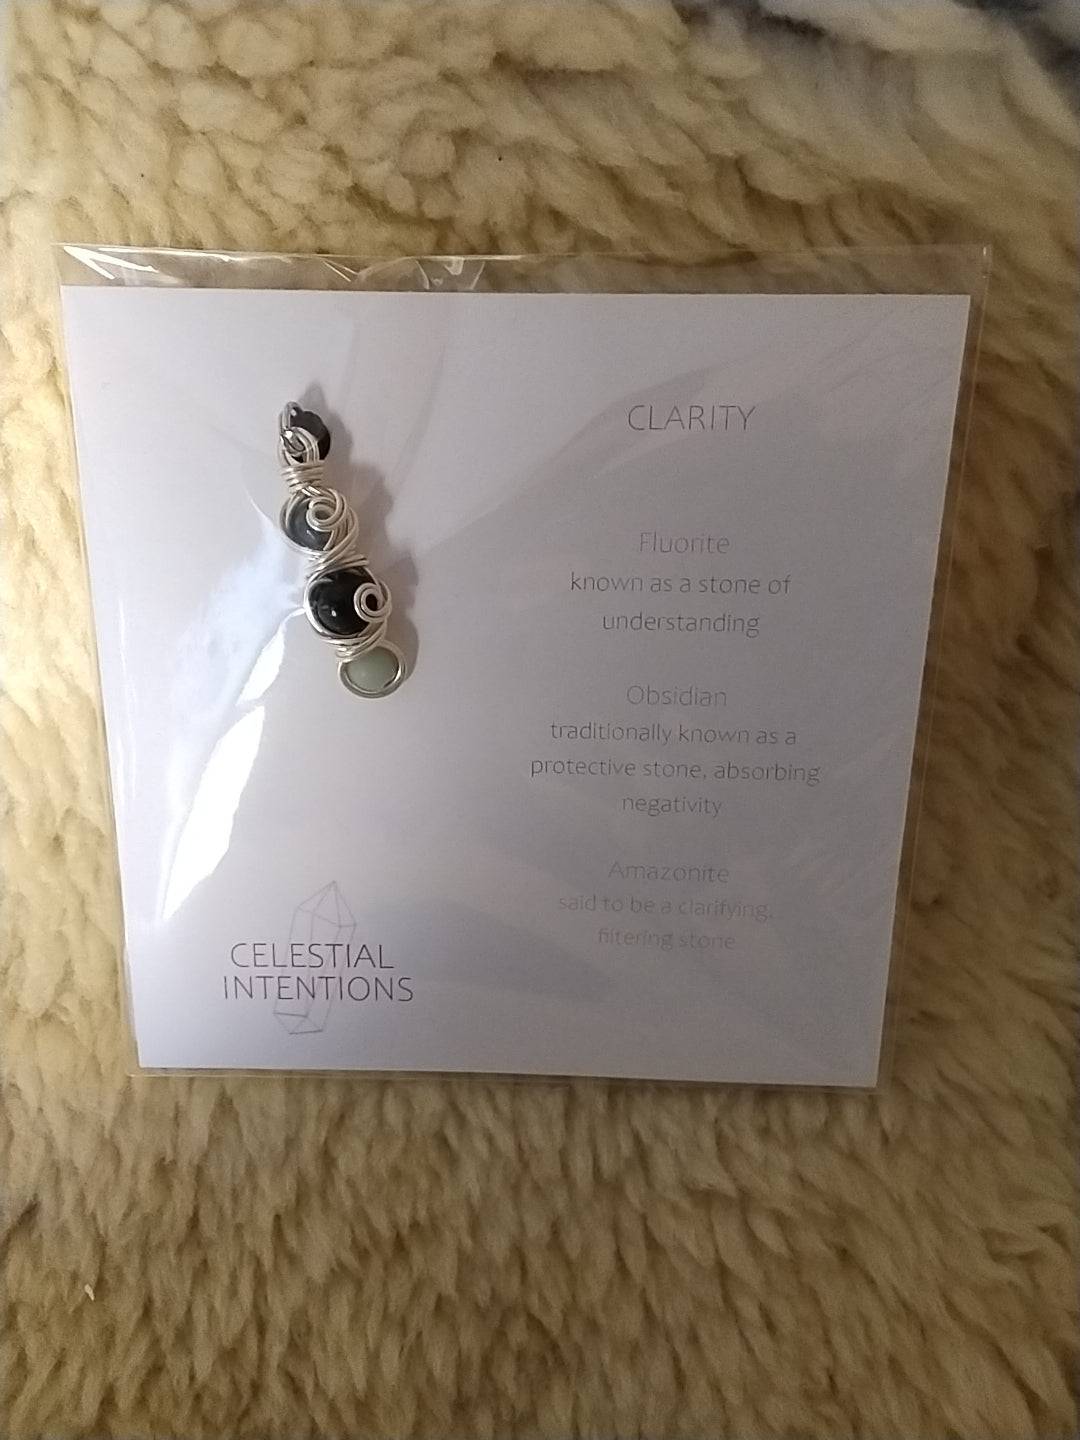 CLARITY
Fluorite
known as a stone of
understanding
Obsidian
traditionally known as a
protective stone, absorbing
negativity
Amazonite
said to be a clarifying,
filtering stone
CELESTIAL
INTENTIONS